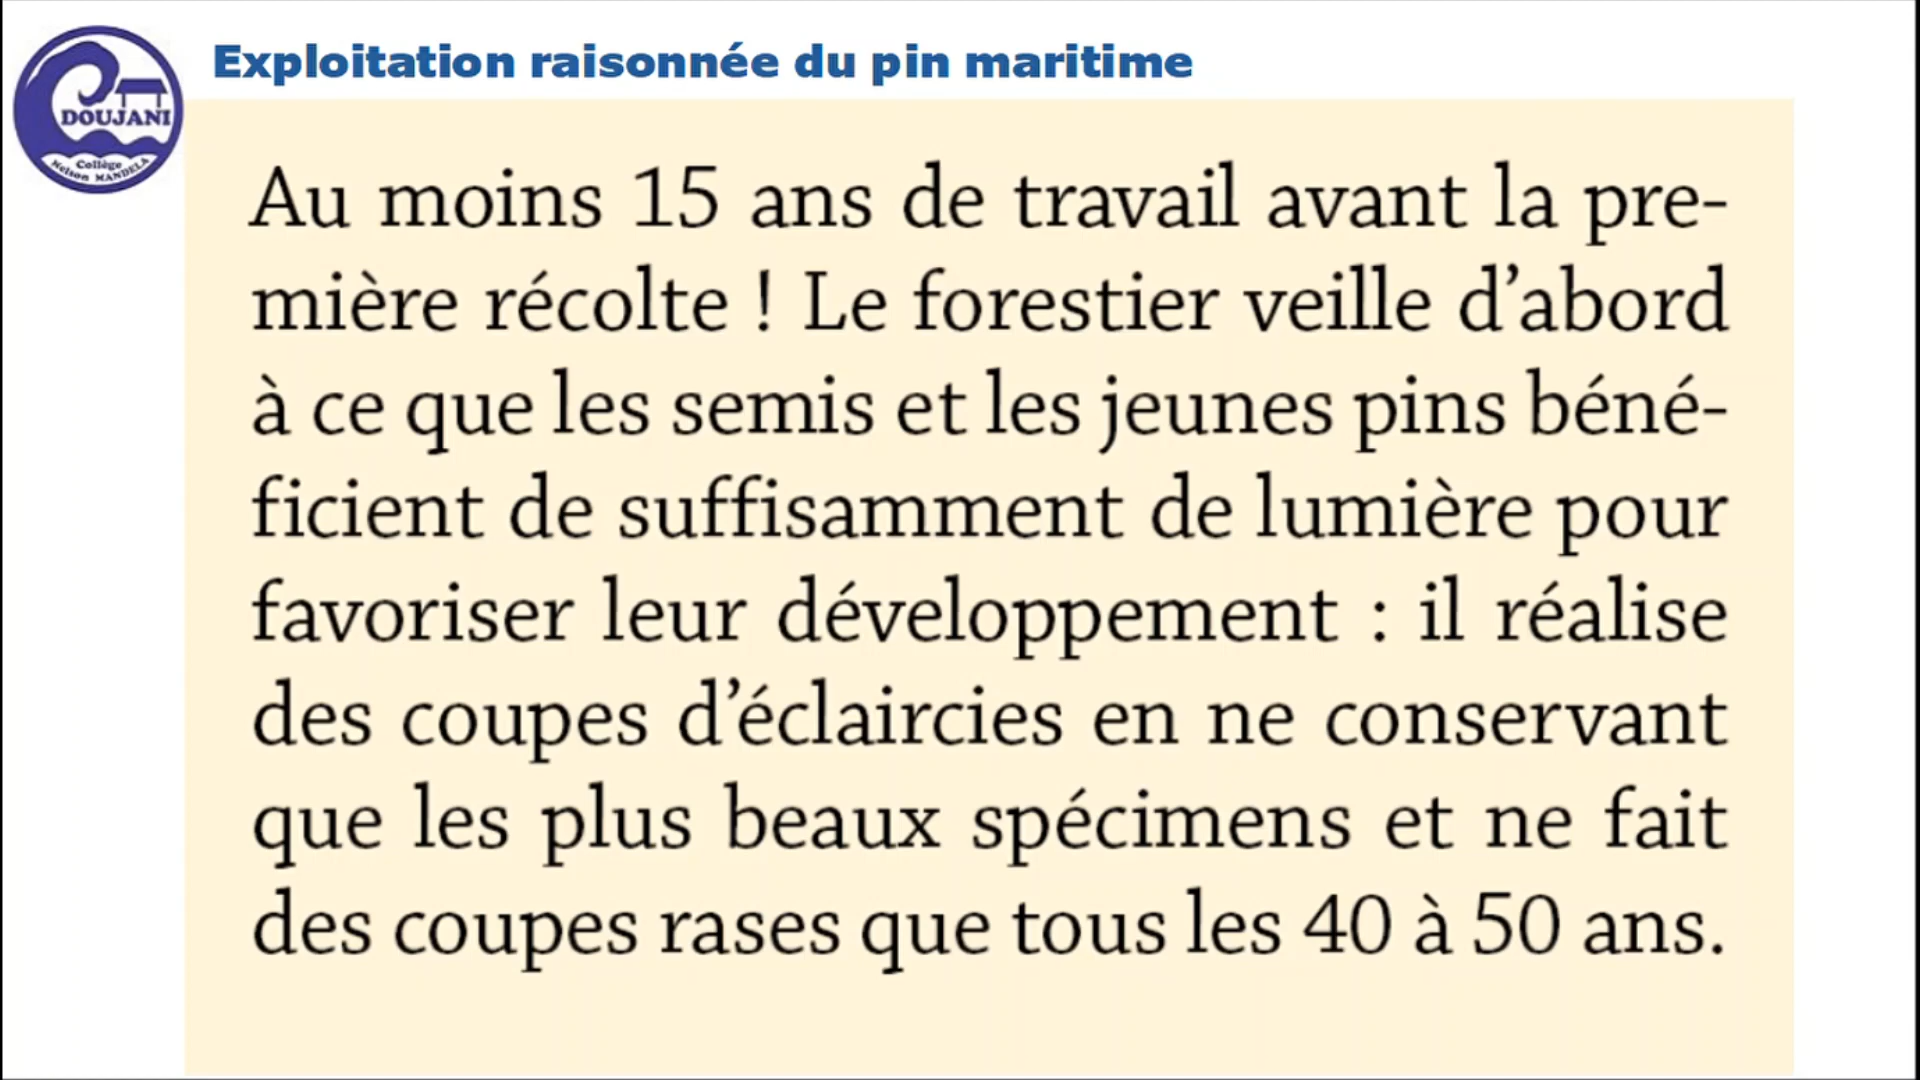 Exploitation raisonnée du pin maritime
DOUJANI
Collège
Nelson MANDELA
Au moins 15 ans de travail avant la pre-
mière récolte ! Le forestier veille d’abord
à ce que les semis et les jeunes pins béné-
ficient de suffisamment de lumière pour
favoriser leur développement : il réalise
des coupes d’éclaircies en ne conservant
que les plus beaux spécimens et ne fait
des coupes rases que tous les 40 à 50 ans.